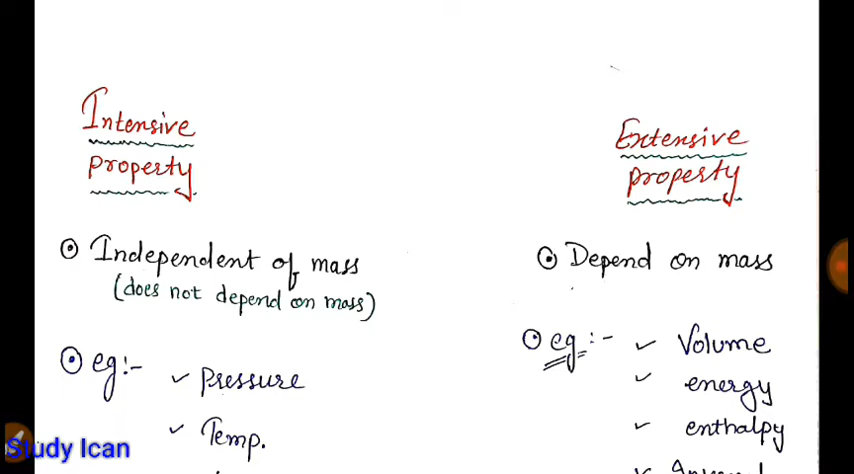 Intensive
property
Independent of mass
(does not depend on mass)
eg:- ✓ pressure
✓ Temp.
Extensive
property
Depend on mass
eg:- ✓ Volume
✓ energy
✓ enthalpy
Study Ican